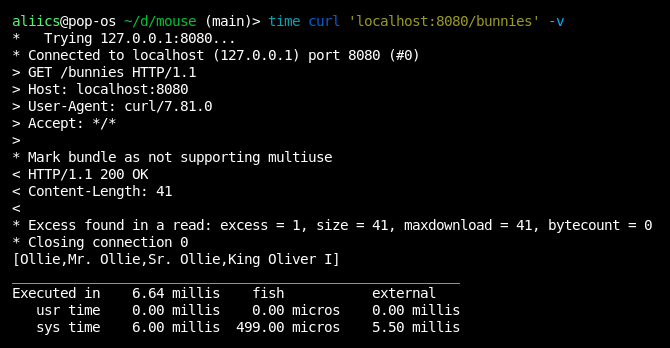 aliics@pop-os ~/d/mouse (main)> time curl 'localhost:8080/bunnies' -v
*   Trying 127.0.0.1:8080...
* Connected to localhost (127.0.0.1) port 8080 (#0)
> GET /bunnies HTTP/1.1
> Host: localhost:8080
> User-Agent: curl/7.81.0
> Accept: */*
>
* Mark bundle as not supporting multiuse
< HTTP/1.1 200 OK
< Content-Length: 41
<
* Excess found in a read: excess = 1, size = 41, maxdownload = 41, bytecount = 0
* Closing connection 0
[Ollie,Mr. Ollie,Sr. Ollie,King Oliver I]
________________________________________________________
Executed in    6.64 millis    fish           external
   usr time    0.00 millis    0.00 micros    0.00 millis
   sys time    6.00 millis  499.00 micros    5.50 millis